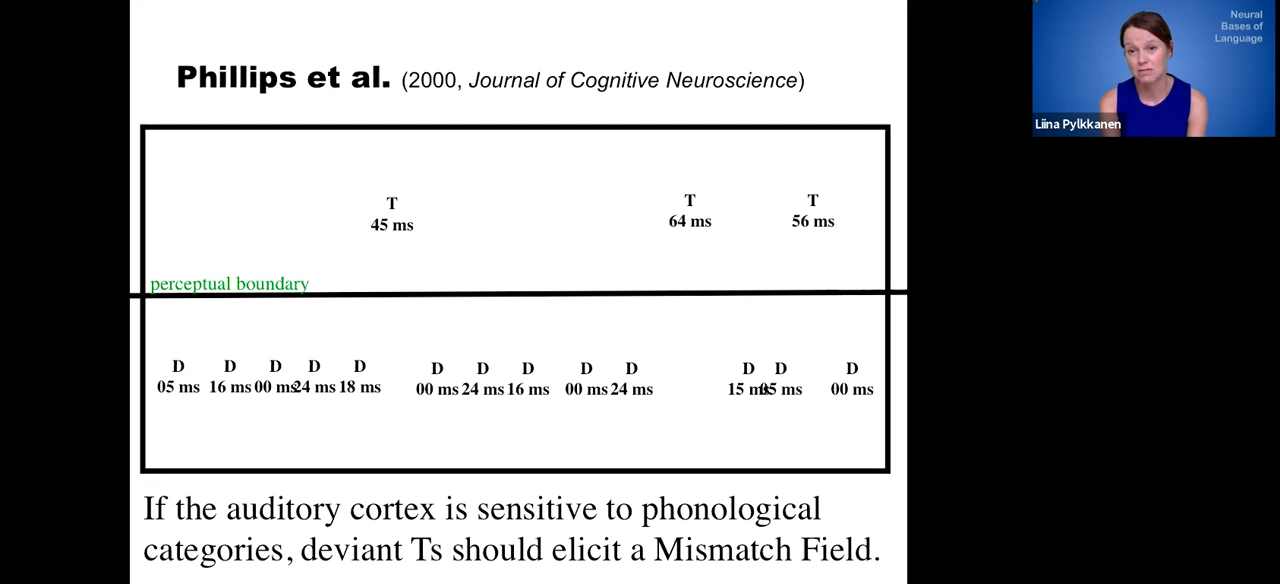 Phillips et al. (2000, Journal of Cognitive Neuroscience)
T T T
45 ms 64 ms 56 ms
perceptual boundary
D D D D D D D D D D D D D
05 ms 16 ms 00 ms 24 ms 18 ms 00 ms 24 ms 16 ms 00 ms 24 ms 15 ms 05 ms 00 ms
If the auditory cortex is sensitive to phonological
categories, deviant Ts should elicit a Mismatch Field.
Neural
Bases of
Language
Liina Pylkkanen